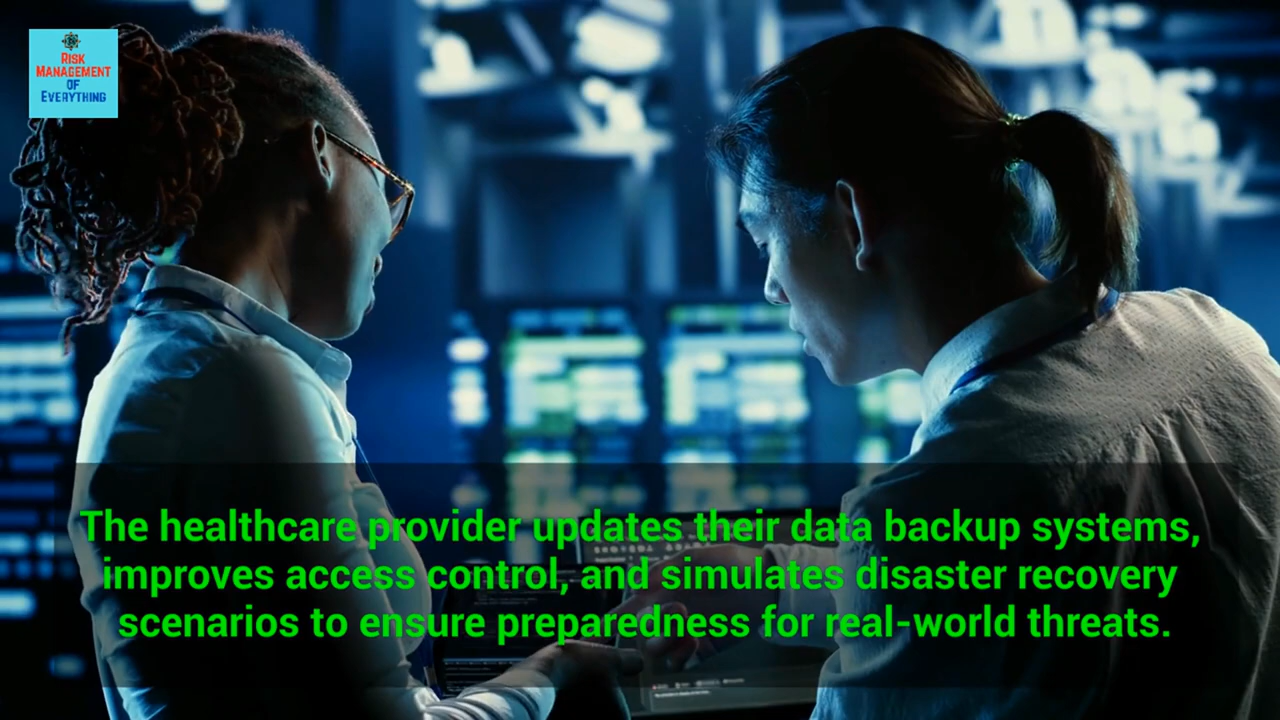 RISK
MANAGEMENT
OF
EVERYTHING
The healthcare provider updates their data backup systems,
improves access control, and simulates disaster recovery
scenarios to ensure preparedness for real-world threats.